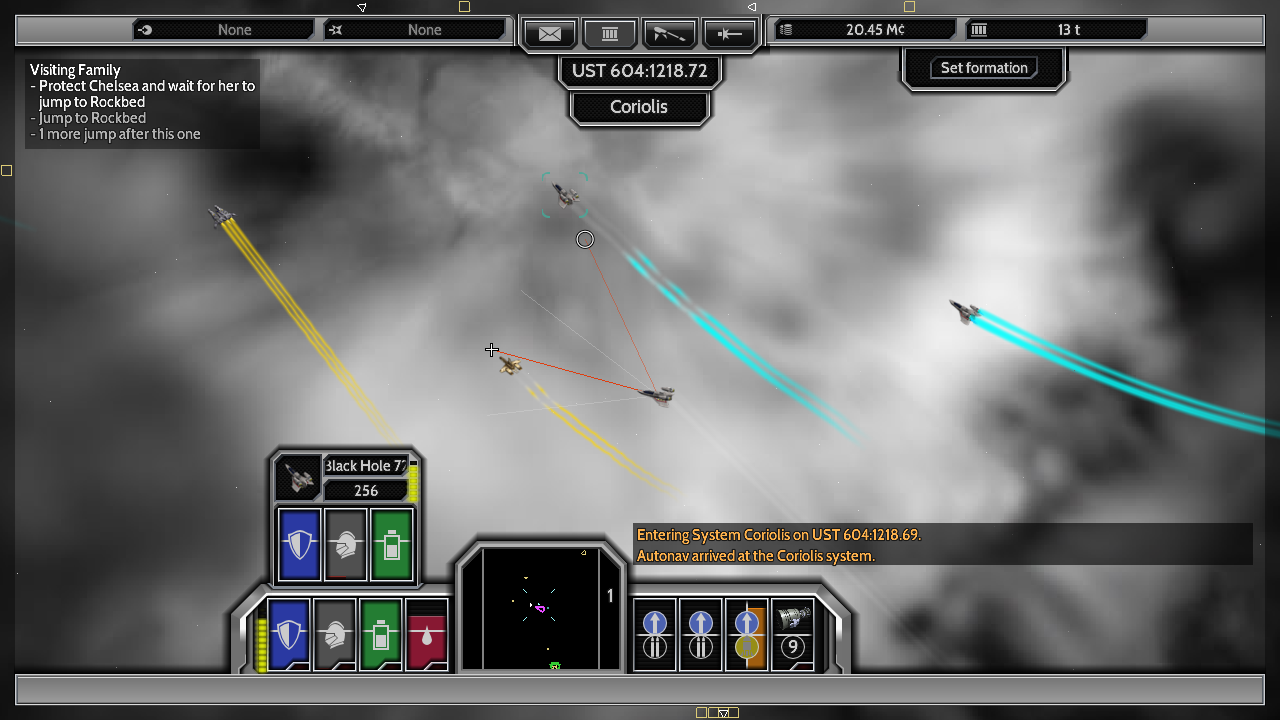 None
None
20.45 M¢
13 t
UST 604:1218.72
Set formation
Coriolis
Visiting Family
- Protect Chelsea and wait for her to
jump to Rockbed
- Jump to Rockbed
- 1 more jump after this one
Black Hole 72
256
Entering System Coriolis on UST 604:1218.69.
Autonav arrived at the Coriolis system.
1
9